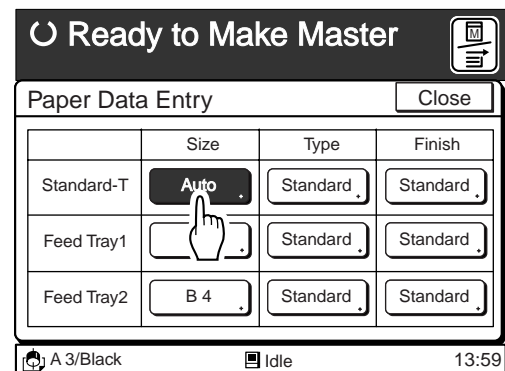 Ready to Make Master
M
Paper Data Entry Close
Size Type Finish
Standard-T Auto Standard Standard
Feed Tray1 Standard Standard
Feed Tray2 B 4 Standard Standard
A 3/Black Idle 13:59